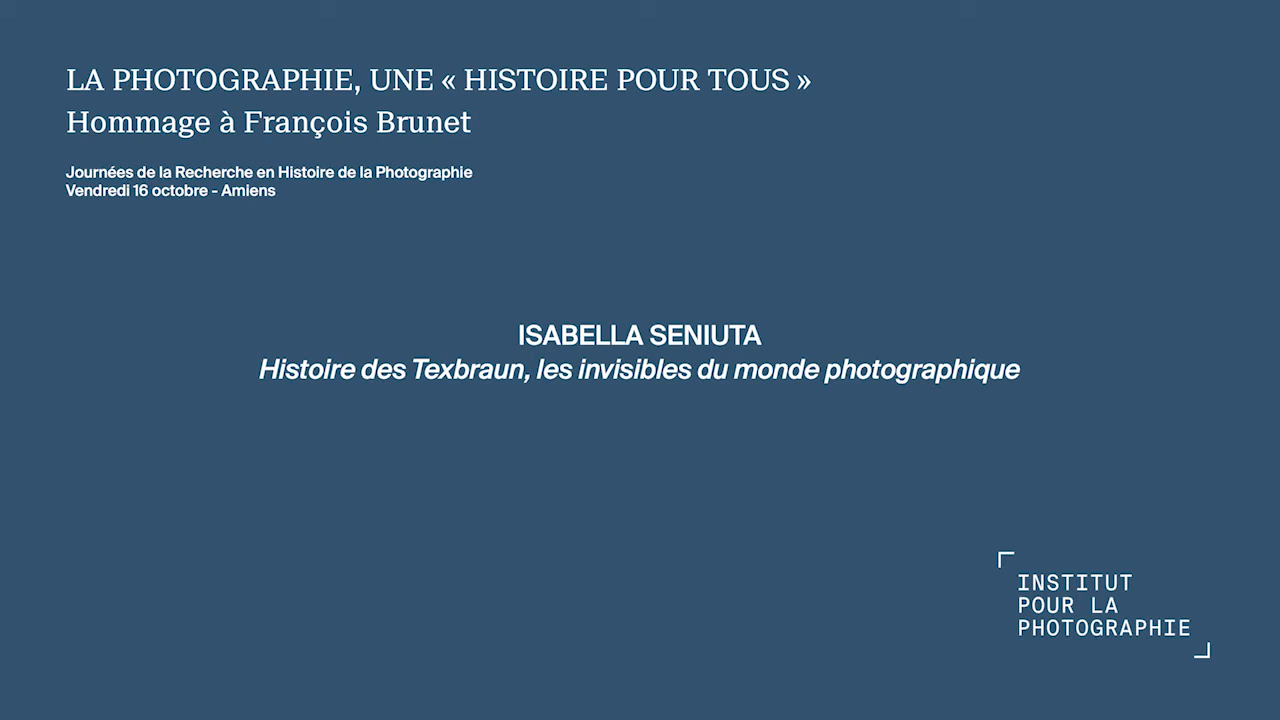 LA PHOTOGRAPHIE, UNE « HISTOIRE POUR TOUS »
Hommage à François Brunet
Journées de la Recherche en Histoire de la Photographie
Vendredi 16 octobre - Amiens
ISABELLA SENIUTA
Histoire des Texbraun, les invisibles du monde photographique
INSTITUT
POUR LA
PHOTOGRAPHIE